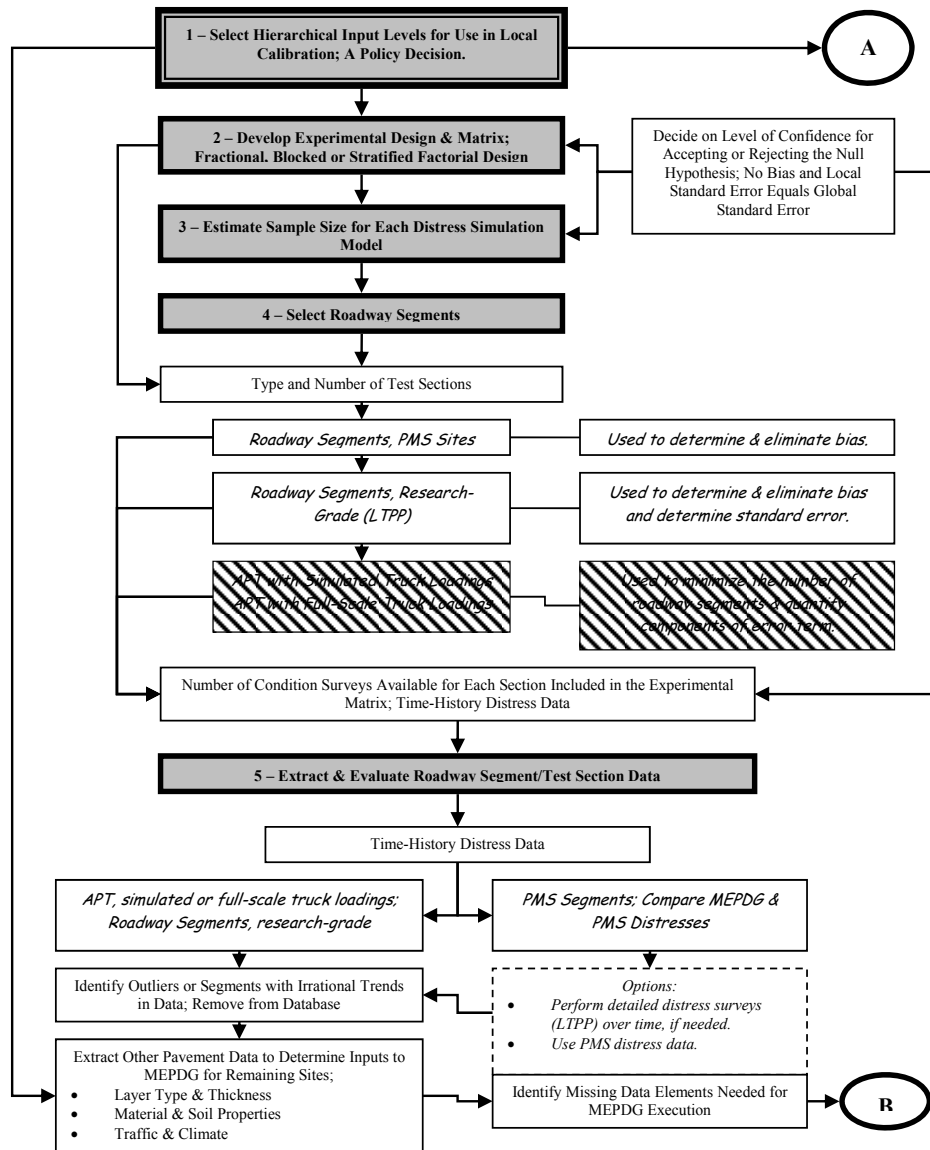 1 – Select Hierarchical Input Levels for Use in Local
Calibration; A Policy Decision.
A
2 – Develop Experimental Design & Matrix;
Fractional. Blocked or Stratified Factorial Design
Decide on Level of Confidence for
Accepting or Rejecting the Null
Hypothesis; No Bias and Local
Standard Error Equals Global
Standard Error
3 – Estimate Sample Size for Each Distress Simulation
Model
4 – Select Roadway Segments
Type and Number of Test Sections
Roadway Segments, PMS Sites
Used to determine & eliminate bias.
Roadway Segments, Research-
Grade (LTPP)
Used to determine & eliminate bias
and determine standard error.
APT with Simulated Truck Loadings
APT with Full-Scale Truck Loadings
Used to minimize the number of
roadway segments & quantify
components of error term.
Number of Condition Surveys Available for Each Section Included in the Experimental
Matrix; Time-History Distress Data
5 – Extract & Evaluate Roadway Segment/Test Section Data
Time-History Distress Data
APT, simulated or full-scale truck loadings;
Roadway Segments, research-grade
PMS Segments; Compare MEPDG &
PMS Distresses
Identify Outliers or Segments with Irrational Trends
in Data; Remove from Database
Options:
• Perform detailed distress surveys
(LTPP) over time, if needed.
• Use PMS distress data.
Extract Other Pavement Data to Determine Inputs to
MEPDG for Remaining Sites;
• Layer Type & Thickness
• Material & Soil Properties
• Traffic & Climate
Identify Missing Data Elements Needed for
MEPDG Execution
B